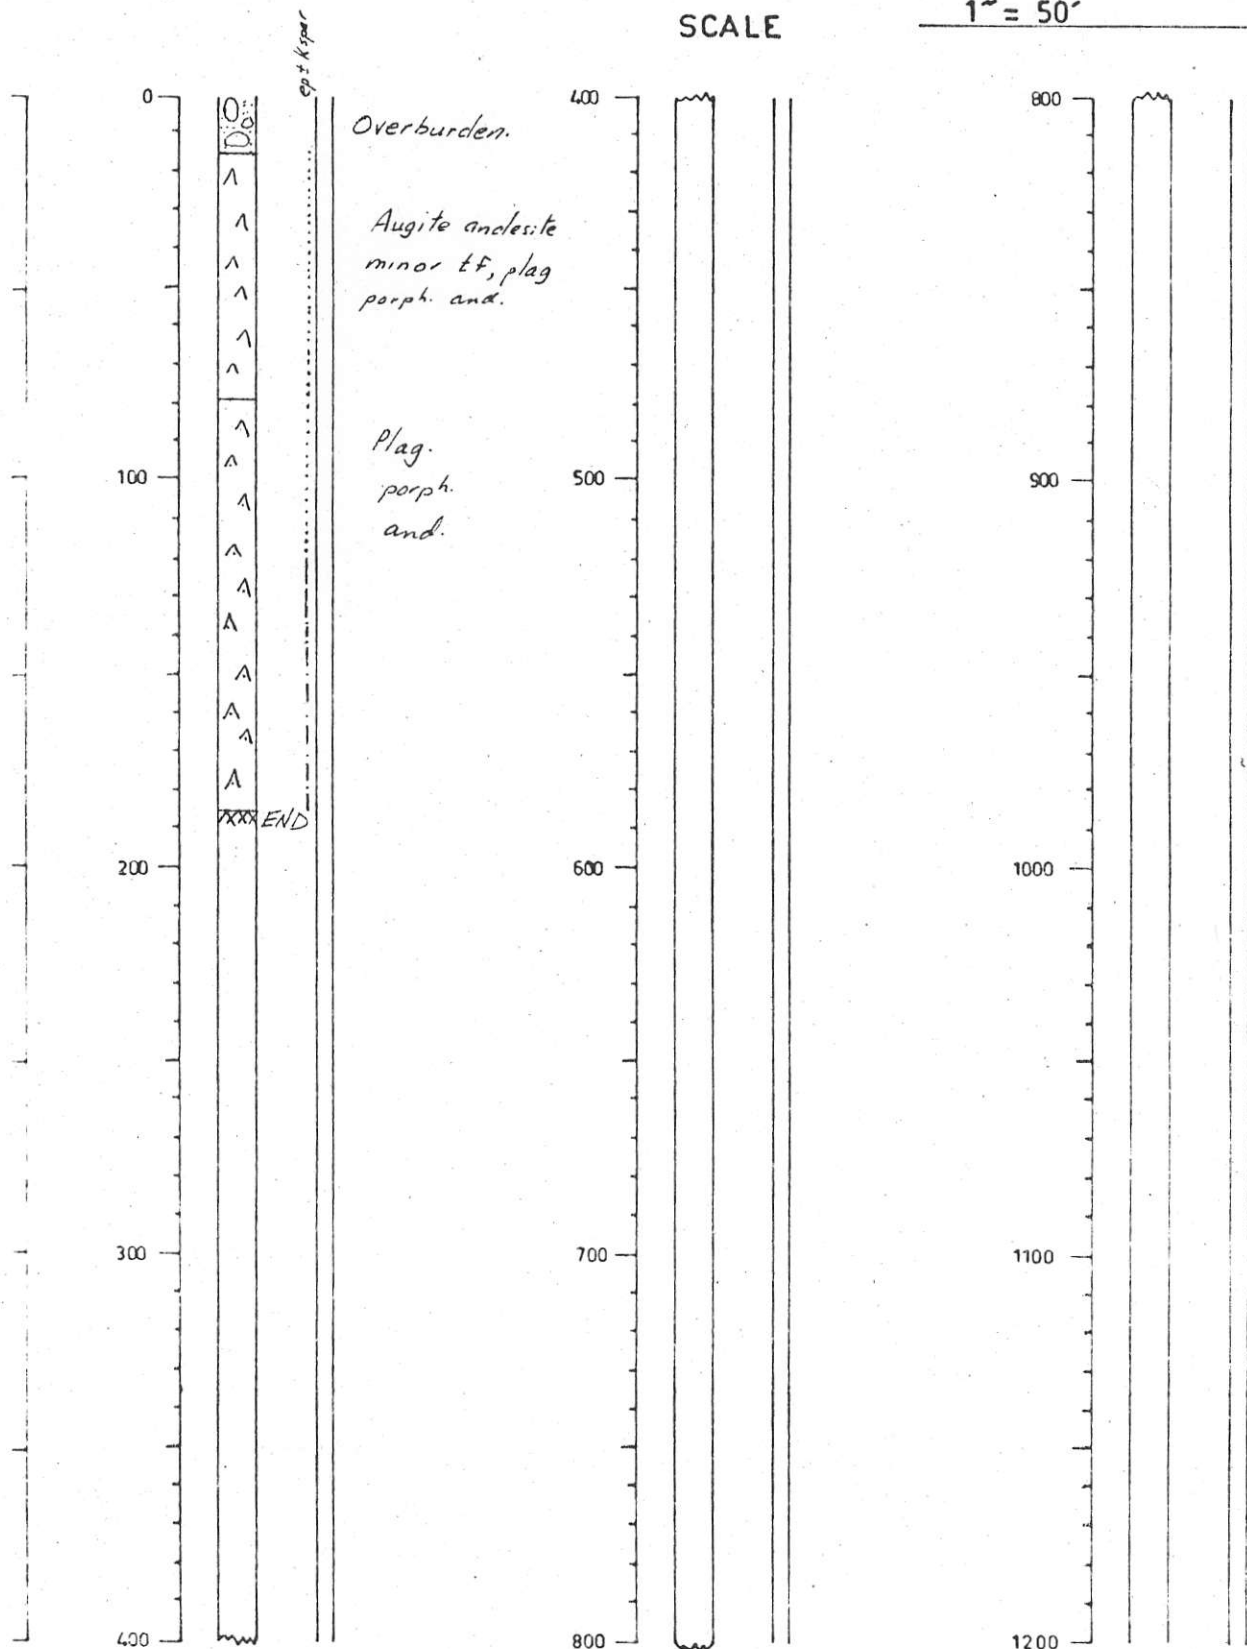 SCALE
1" = 50'
ep ± Kspar
0
Overburden.
Augite andesite
minor tf, plag
porph. and.
Plag.
100
porph.
and.
END
200
300
400
400
500
600
700
800
800
900
1000
1100
1200